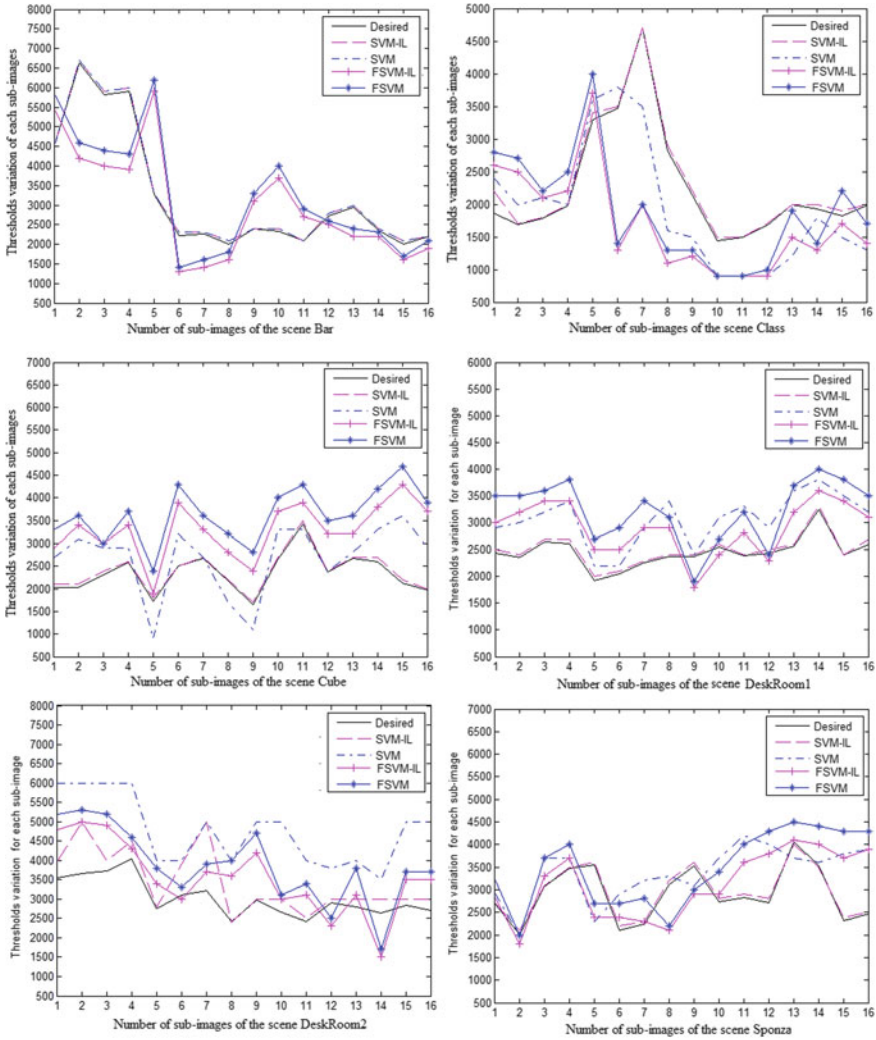 8000
7500
7000
6500
6000
5500
5000
4500
4000
3500
3000
2500
2000
1500
1000
500
Thresholds variation of each sub-images
Desired
SVM-IL
SVM
FSVM-IL
FSVM
1 2 3 4 5 6 7 8 9 10 11 12 13 14 15 16
Number of sub-images of the scene Bar
5000
4500
4000
3500
3000
2500
2000
1500
1000
500
Thresholds variation of each sub-images
Desired
SVM-IL
SVM
FSVM-IL
FSVM
1 2 3 4 5 6 7 8 9 10 11 12 13 14 15 16
Number of sub-images of the scene Class
7000
6500
6000
5500
5000
4500
4000
3500
3000
2500
2000
1500
1000
500
Thresholds variation of each sub-images
Desired
SVM-IL
SVM
FSVM-IL
FSVM
1 2 3 4 5 6 7 8 9 10 11 12 13 14 15 16
Number of sub-images of the scene Cube
6000
5500
5000
4500
4000
3500
3000
2500
2000
1500
1000
500
Thresholds variation for each sub-image
Desired
SVM-IL
SVM
FSVM-IL
FSVM
1 2 3 4 5 6 7 8 9 10 11 12 13 14 15 16
Number of sub-images of the scene DeskRoom1
8000
7500
7000
6500
6000
5500
5000
4500
4000
3500
3000
2500
2000
1500
1000
500
Thresholds variation for each sub-image
Desired
SVM-IL
SVM
FSVM-IL
FSVM
1 2 3 4 5 6 7 8 9 10 11 12 13 14 15 16
Number of sub-images of the scene DeskRoom2
7000
6500
6000
5500
5000
4500
4000
3500
3000
2500
2000
1500
1000
500
Thresholds variation for each sub-image
Desired
SVM-IL
SVM
FSVM-IL
FSVM
1 2 3 4 5 6 7 8 9 10 11 12 13 14 15 16
Number of sub-images of the scene Sponza